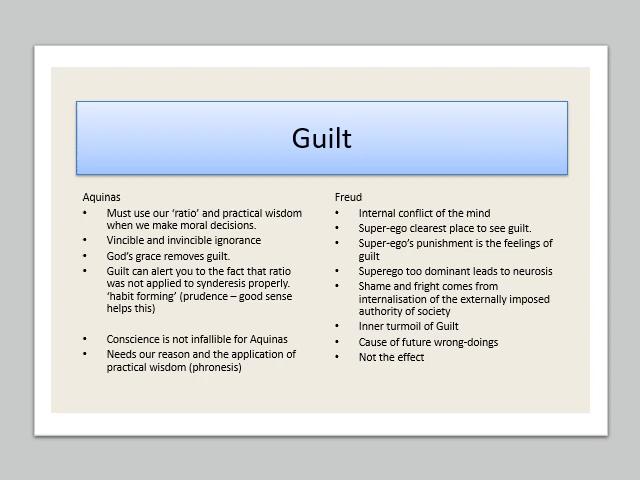 Guilt
Aquinas
• Must use our ‘ratio’ and practical wisdom
when we make moral decisions.
• Vincible and invincible ignorance
• God’s grace removes guilt.
• Guilt can alert you to the fact that ratio
was not applied to synderesis properly.
‘habit forming’ (prudence – good sense
helps this)
• Conscience is not infallible for Aquinas
• Needs our reason and the application of
practical wisdom (phronesis)
Freud
• Internal conflict of the mind
• Super-ego clearest place to see guilt.
• Super-ego’s punishment is the feelings of
guilt
• Superego too dominant leads to neurosis
• Shame and fright comes from
internalisation of the externally imposed
authority of society
• Inner turmoil of Guilt
• Cause of future wrong-doings
• Not the effect